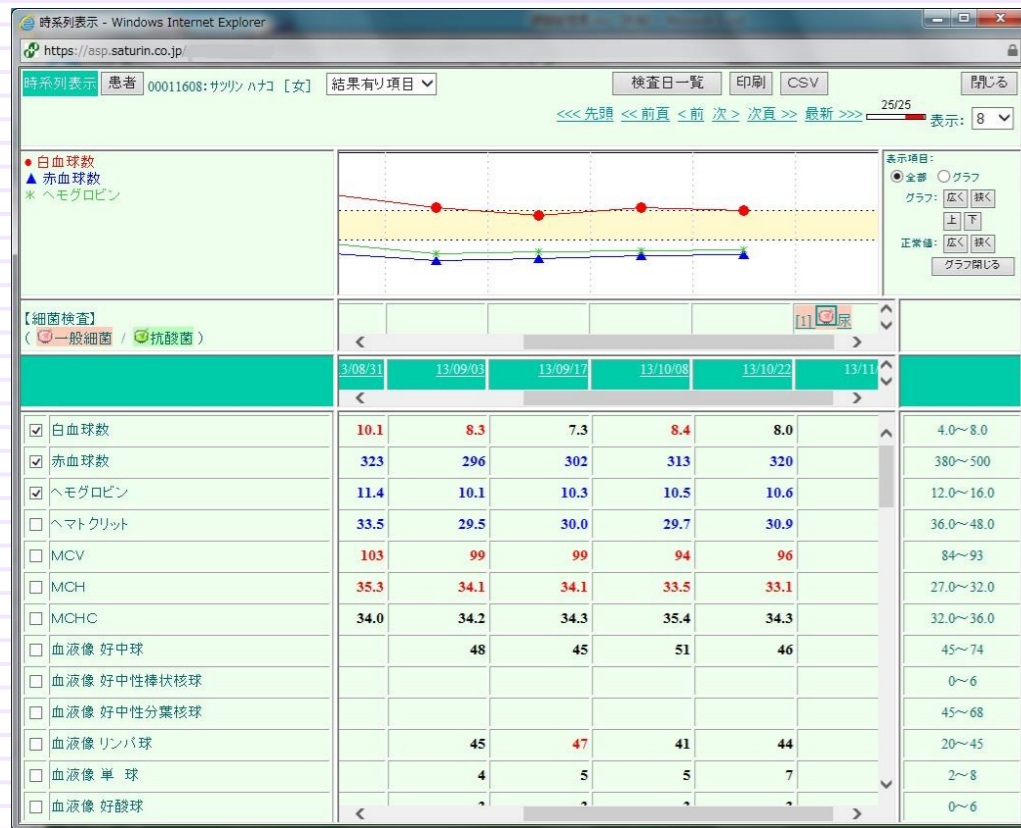 時系列表示 - Windows Internet Explorer
https://asp.saturin.co.jp/
時系列表示 患者 00011608:サツリン ハナコ [女] 結果有り項目 検査日一覧 印刷 CSV 閉じる
<<< 先頭 << 前頁 < 前 次 > 次頁 >> 最新 >>> 25/25 表示: 8
● 白血球数
▲ 赤血球数
* ヘモグロビン
表示項目:
全部 グラフ
グラフ: 広く 狭く
上 下
正常値: 広く 狭く
グラフ閉じる
【細菌検査】
( 一般細菌 / 抗酸菌 )
[1] 尿
3/08/31 13/09/03 13/09/17 13/10/08 13/10/22 13/11/
白血球数 10.1 8.3 7.3 8.4 8.0 4.0～8.0
赤血球数 323 296 302 313 320 380～500
ヘモグロビン 11.4 10.1 10.3 10.5 10.6 12.0～16.0
ヘマトクリット 33.5 29.5 30.0 29.7 30.9 36.0～48.0
MCV 103 99 99 94 96 84～93
MCH 35.3 34.1 34.1 33.5 33.1 27.0～32.0
MCHC 34.0 34.2 34.3 35.4 34.3 32.0～36.0
血液像 好中球 48 45 51 46 45～74
血液像 好中性棒状核球 0～6
血液像 好中性分葉核球 45～68
血液像 リンパ球 45 47 41 44 20～45
血液像 単 球 4 5 5 7 2～8
血液像 好酸球 0～6